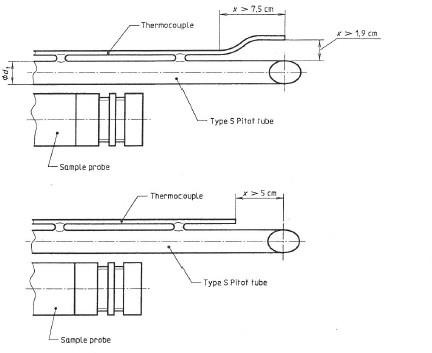 x > 7,5 cm
Thermocouple
x > 1,9 cm
Ød₁
Type S Pitot tube
Sample probe
x > 5 cm
Thermocouple
Type S Pitot tube
Sample probe